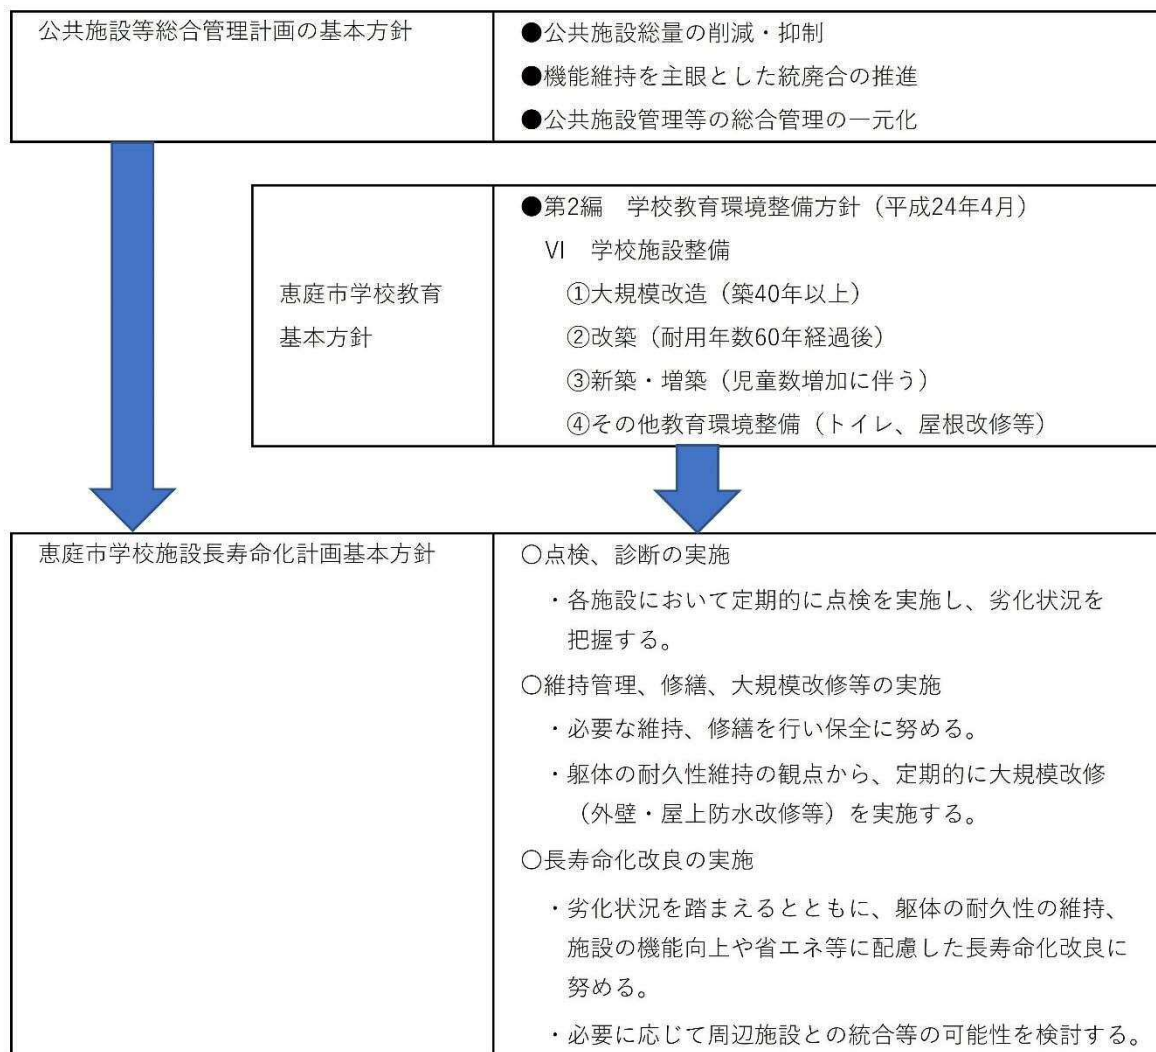 公共施設等総合管理計画の基本方針
●公共施設総量の削減・抑制
●機能維持を主眼とした統廃合の推進
●公共施設管理等の総合管理の一元化
恵庭市学校教育
基本方針
●第2編　学校教育環境整備方針（平成24年4月）
Ⅵ　学校施設整備
①大規模改造（築40年以上）
②改築（耐用年数60年経過後）
③新築・増築（児童数増加に伴う）
④その他教育環境整備（トイレ、屋根改修等）
恵庭市学校施設長寿命化計画基本方針
〇点検、診断の実施
・各施設において定期的に点検を実施し、劣化状況を
把握する。
〇維持管理、修繕、大規模改修等の実施
・必要な維持、修繕を行い保全に努める。
・躯体の耐久性維持の観点から、定期的に大規模改修
（外壁・屋上防水改修等）を実施する。
〇長寿命化改良の実施
・劣化状況を踏まえるとともに、躯体の耐久性の維持、
施設の機能向上や省エネ等に配慮した長寿命化改良に
努める。
・必要に応じて周辺施設との統合等の可能性を検討する。